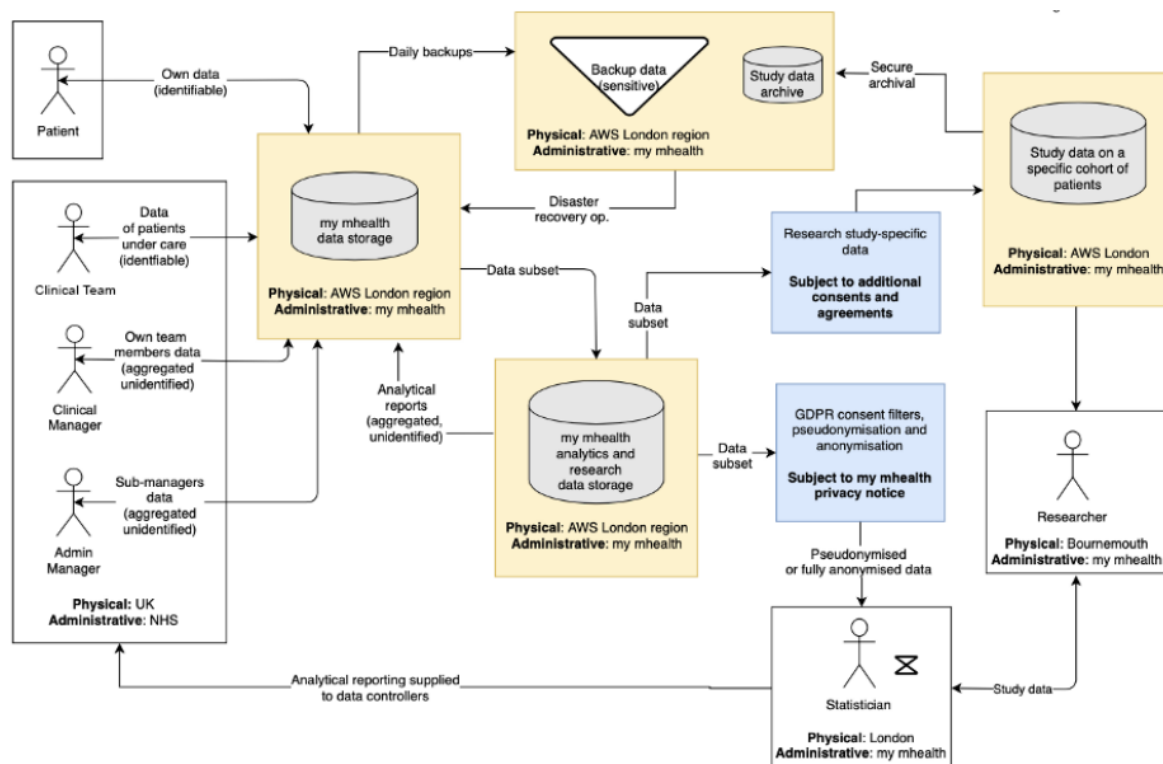 Patient
Own data
(identifiable)
Daily backups
Backup data
(sensitive)
Study data
archive
Physical: AWS London region
Administrative: my mhealth
Secure
archival
Study data on a
specific cohort of
patients
Physical: AWS London
Administrative: my mhealth
Data
of patients
under care
(identfiable)
Clinical Team
my mhealth
data storage
Physical: AWS London region
Administrative: my mhealth
Disaster
recovery op.
Data subset
Research study-specific
data
Subject to additional
consents and
agreements
Data
subset
Own team
members data
(aggregated
unidentified)
Clinical
Manager
Analytical
reports
(aggregated,
unidentified)
my mhealth
analytics and
research
data storage
Physical: AWS London region
Administrative: my mhealth
Data
subset
GDPR consent filters,
pseudonymisation and
anonymisation
Subject to my mhealth
privacy notice
Sub-managers
data
(aggregated
unidentified)
Admin
Manager
Physical: UK
Administrative: NHS
Researcher
Physical: Bournemouth
Administrative: my mhealth
Pseudonymised
or fully anonymised data
Analytical reporting supplied
to data controllers
Statistician
Study data
Physical: London
Administrative: my mhealth